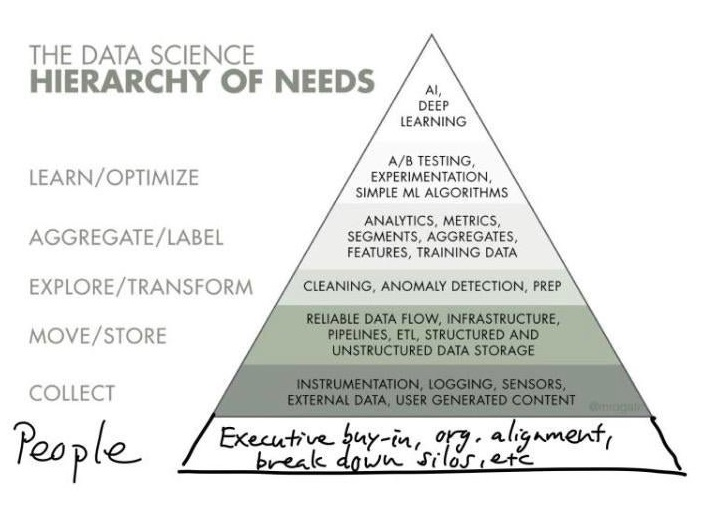 THE DATA SCIENCE
HIERARCHY OF NEEDS
AI,
DEEP
LEARNING
LEARN/OPTIMIZE
A/B TESTING,
EXPERIMENTATION,
SIMPLE ML ALGORITHMS
AGGREGATE/LABEL
ANALYTICS, METRICS,
SEGMENTS, AGGREGATES,
FEATURES, TRAINING DATA
EXPLORE/TRANSFORM
CLEANING, ANOMALY DETECTION, PREP
MOVE/STORE
RELIABLE DATA FLOW, INFRASTRUCTURE,
PIPELINES, ETL, STRUCTURED AND
UNSTRUCTURED DATA STORAGE
COLLECT
INSTRUMENTATION, LOGGING, SENSORS,
EXTERNAL DATA, USER GENERATED CONTENT
People
Executive buy-in, org. alignment,
break down silos, etc